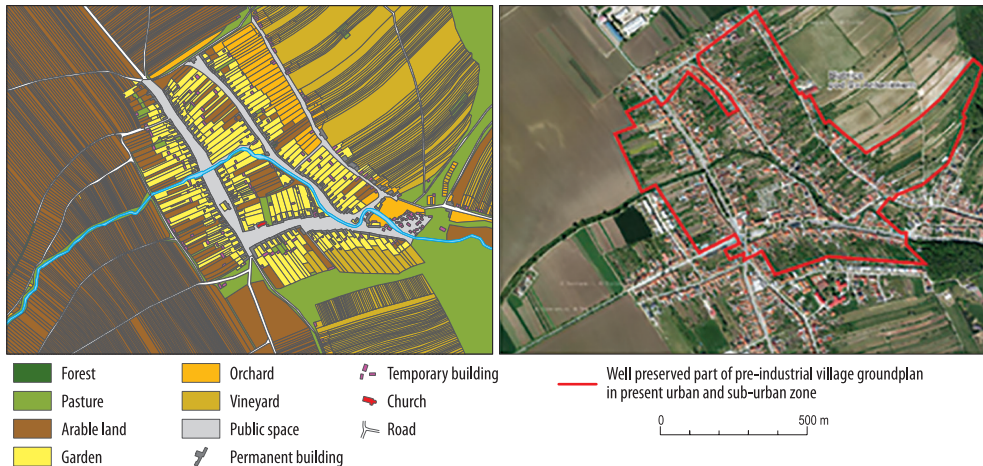 Forest
Pasture
Arable land
Garden
Orchard
Vineyard
Public space
Permanent building
Temporary building
Church
Road
Well preserved part of pre-industrial village groundplan
in present urban and sub-urban zone
0
500 m